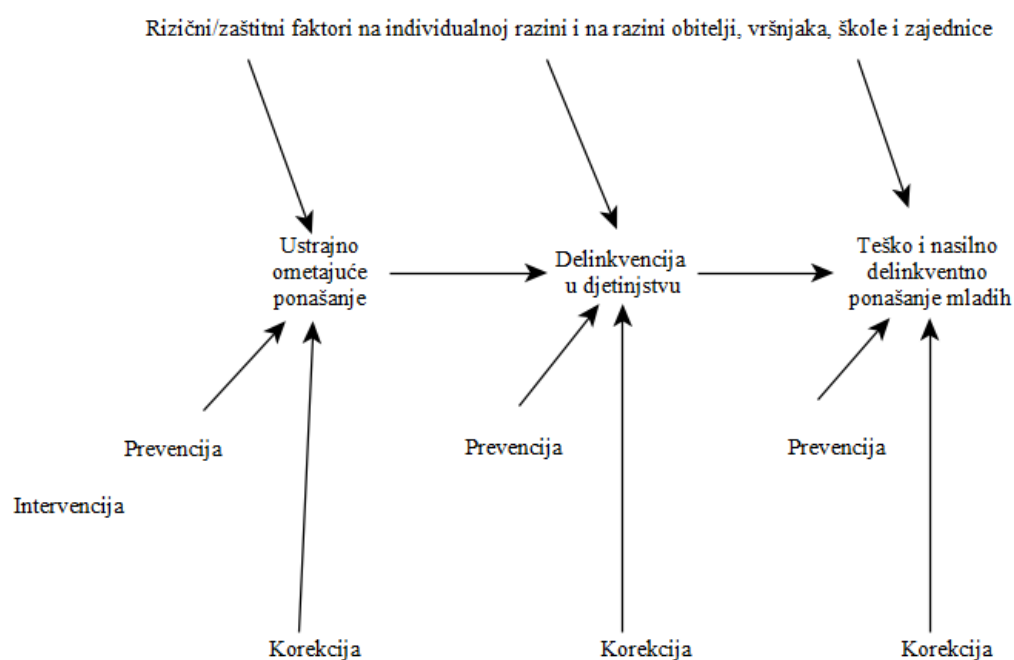 Rizični/zaštitni faktori na individualnoj razini i na razini obitelji, vršnjaka, škole i zajednice
Ustrajno
ometajuće
ponašanje
Delinkvencija
u djetinjstvu
Teško i nasilno
delinkventno
ponašanje mladih
Prevencija
Prevencija
Prevencija
Intervencija
Korekcija
Korekcija
Korekcija